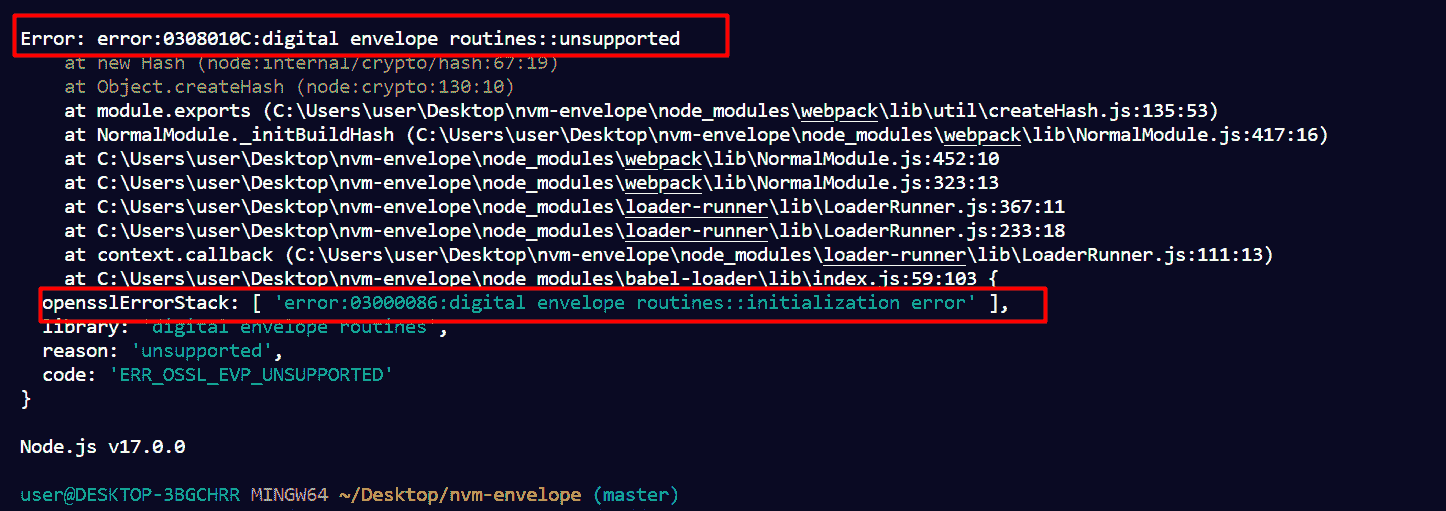 Error: error:0308010C:digital envelope routines::unsupported
at new Hash (node:internal/crypto/hash:67:19)
at Object.createHash (node:crypto:130:10)
at module.exports (C:\Users\user\Desktop\nvm-envelope\node_modules\webpack\lib\util\createHash.js:135:53)
at NormalModule._initBuildHash (C:\Users\user\Desktop\nvm-envelope\node_modules\webpack\lib\NormalModule.js:417:16)
at C:\Users\user\Desktop\nvm-envelope\node_modules\webpack\lib\NormalModule.js:452:10
at C:\Users\user\Desktop\nvm-envelope\node_modules\webpack\lib\NormalModule.js:323:13
at C:\Users\user\Desktop\nvm-envelope\node_modules\loader-runner\lib\LoaderRunner.js:367:11
at C:\Users\user\Desktop\nvm-envelope\node_modules\loader-runner\lib\LoaderRunner.js:233:18
at context.callback (C:\Users\user\Desktop\nvm-envelope\node_modules\loader-runner\lib\LoaderRunner.js:111:13)
at C:\Users\user\Desktop\nvm-envelope\node_modules\babel-loader\lib\index.js:59:103 {
opensslErrorStack: [ 'error:03000086:digital envelope routines::initialization error' ],
library: 'digital envelope routines',
reason: 'unsupported',
code: 'ERR_OSSL_EVP_UNSUPPORTED'
}
Node.js v17.0.0
user@DESKTOP-3BGCHRR MINGW64 ~/Desktop/nvm-envelope (master)